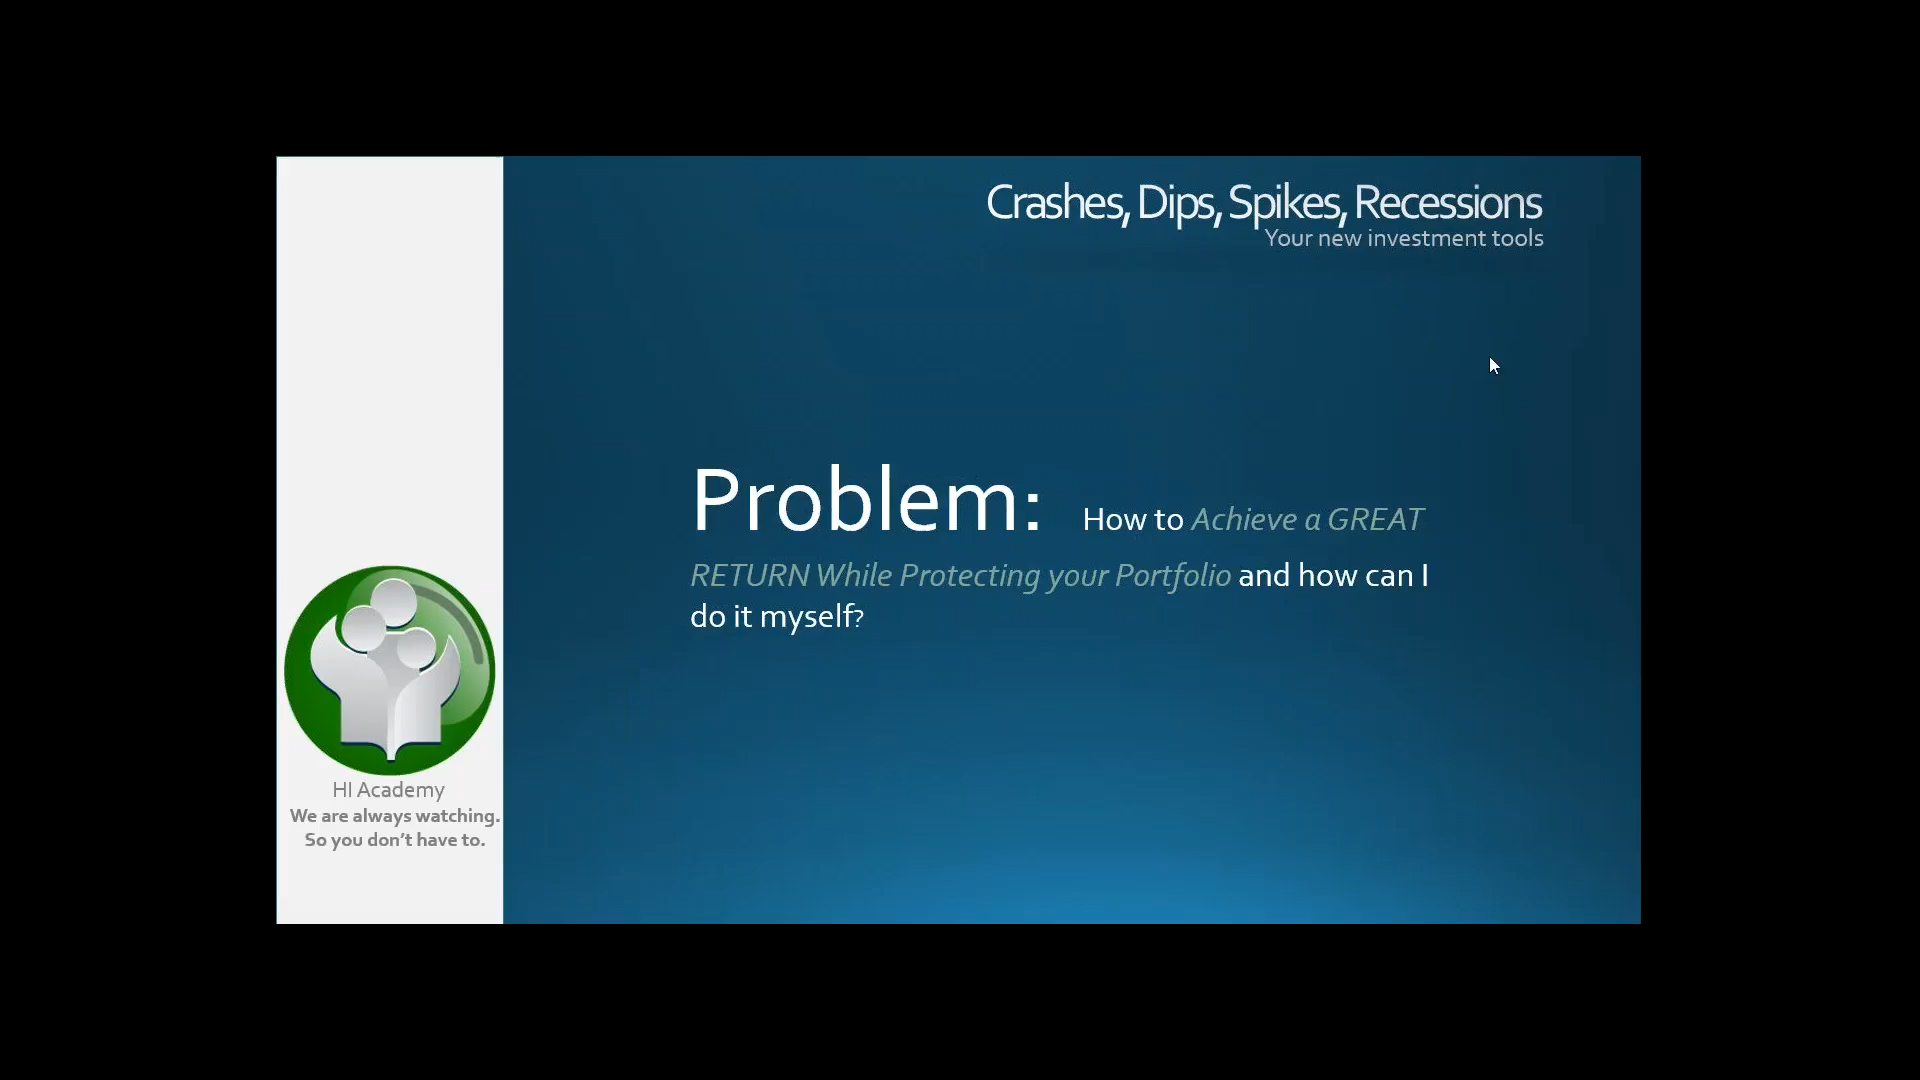 Crashes, Dips, Spikes, Recessions
Your new investment tools
Problem: How to Achieve a GREAT
RETURN While Protecting your Portfolio and how can I
do it myself?
HI Academy
We are always watching.
So you don’t have to.